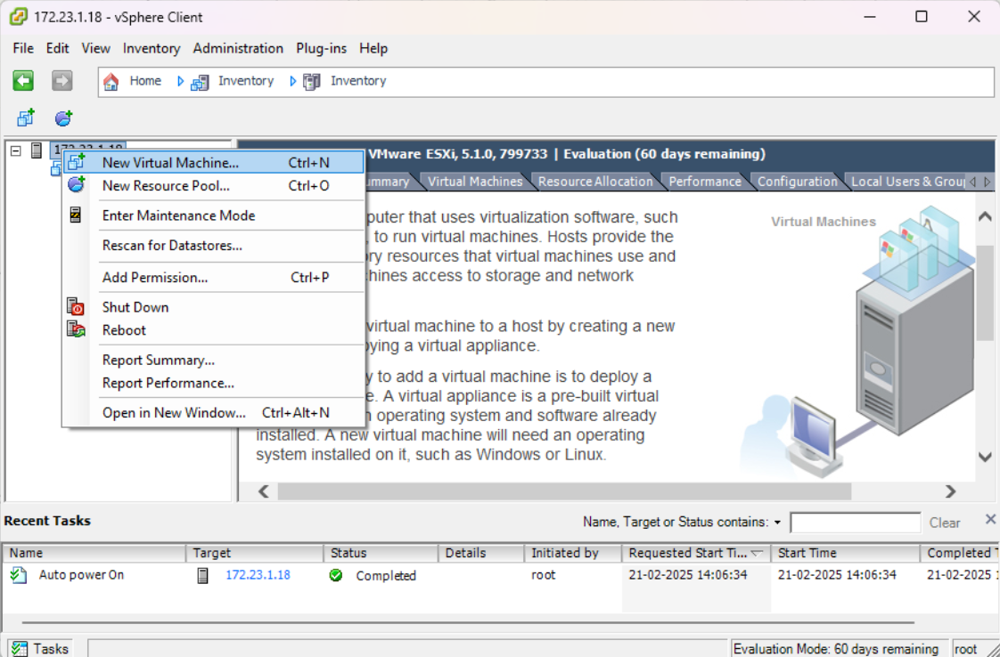 172.23.1.18 - vSphere Client
File Edit View Inventory Administration Plug-ins Help
Home Inventory Inventory
172.23.1.18
New Virtual Machine... Ctrl+N
New Resource Pool... Ctrl+O
Enter Maintenance Mode
Rescan for Datastores...
Add Permission... Ctrl+P
Shut Down
Reboot
Report Summary...
Report Performance...
Open in New Window... Ctrl+Alt+N
VMware ESXi, 5.1.0, 799733 | Evaluation (60 days remaining)
ummary Virtual Machines Resource Allocation Performance Configuration Local Users & Grou
Virtual Machines
puter that uses virtualization software, such
, to run virtual machines. Hosts provide the
ry resources that virtual machines use and
hines access to storage and network
virtual machine to a host by creating a new
ying a virtual appliance.
y to add a virtual machine is to deploy a
e. A virtual appliance is a pre-built virtual
operating system and software already
installed. A new virtual machine will need an operating
system installed on it, such as Windows or Linux.
Recent Tasks
Name, Target or Status contains: Clear
Name Target Status Details Initiated by Requested Start Ti... Start Time Completed T
Auto power On 172.23.1.18 Completed root 21-02-2025 14:06:34 21-02-2025 14:06:34 21-02-2025 1
Tasks Evaluation Mode: 60 days remaining root